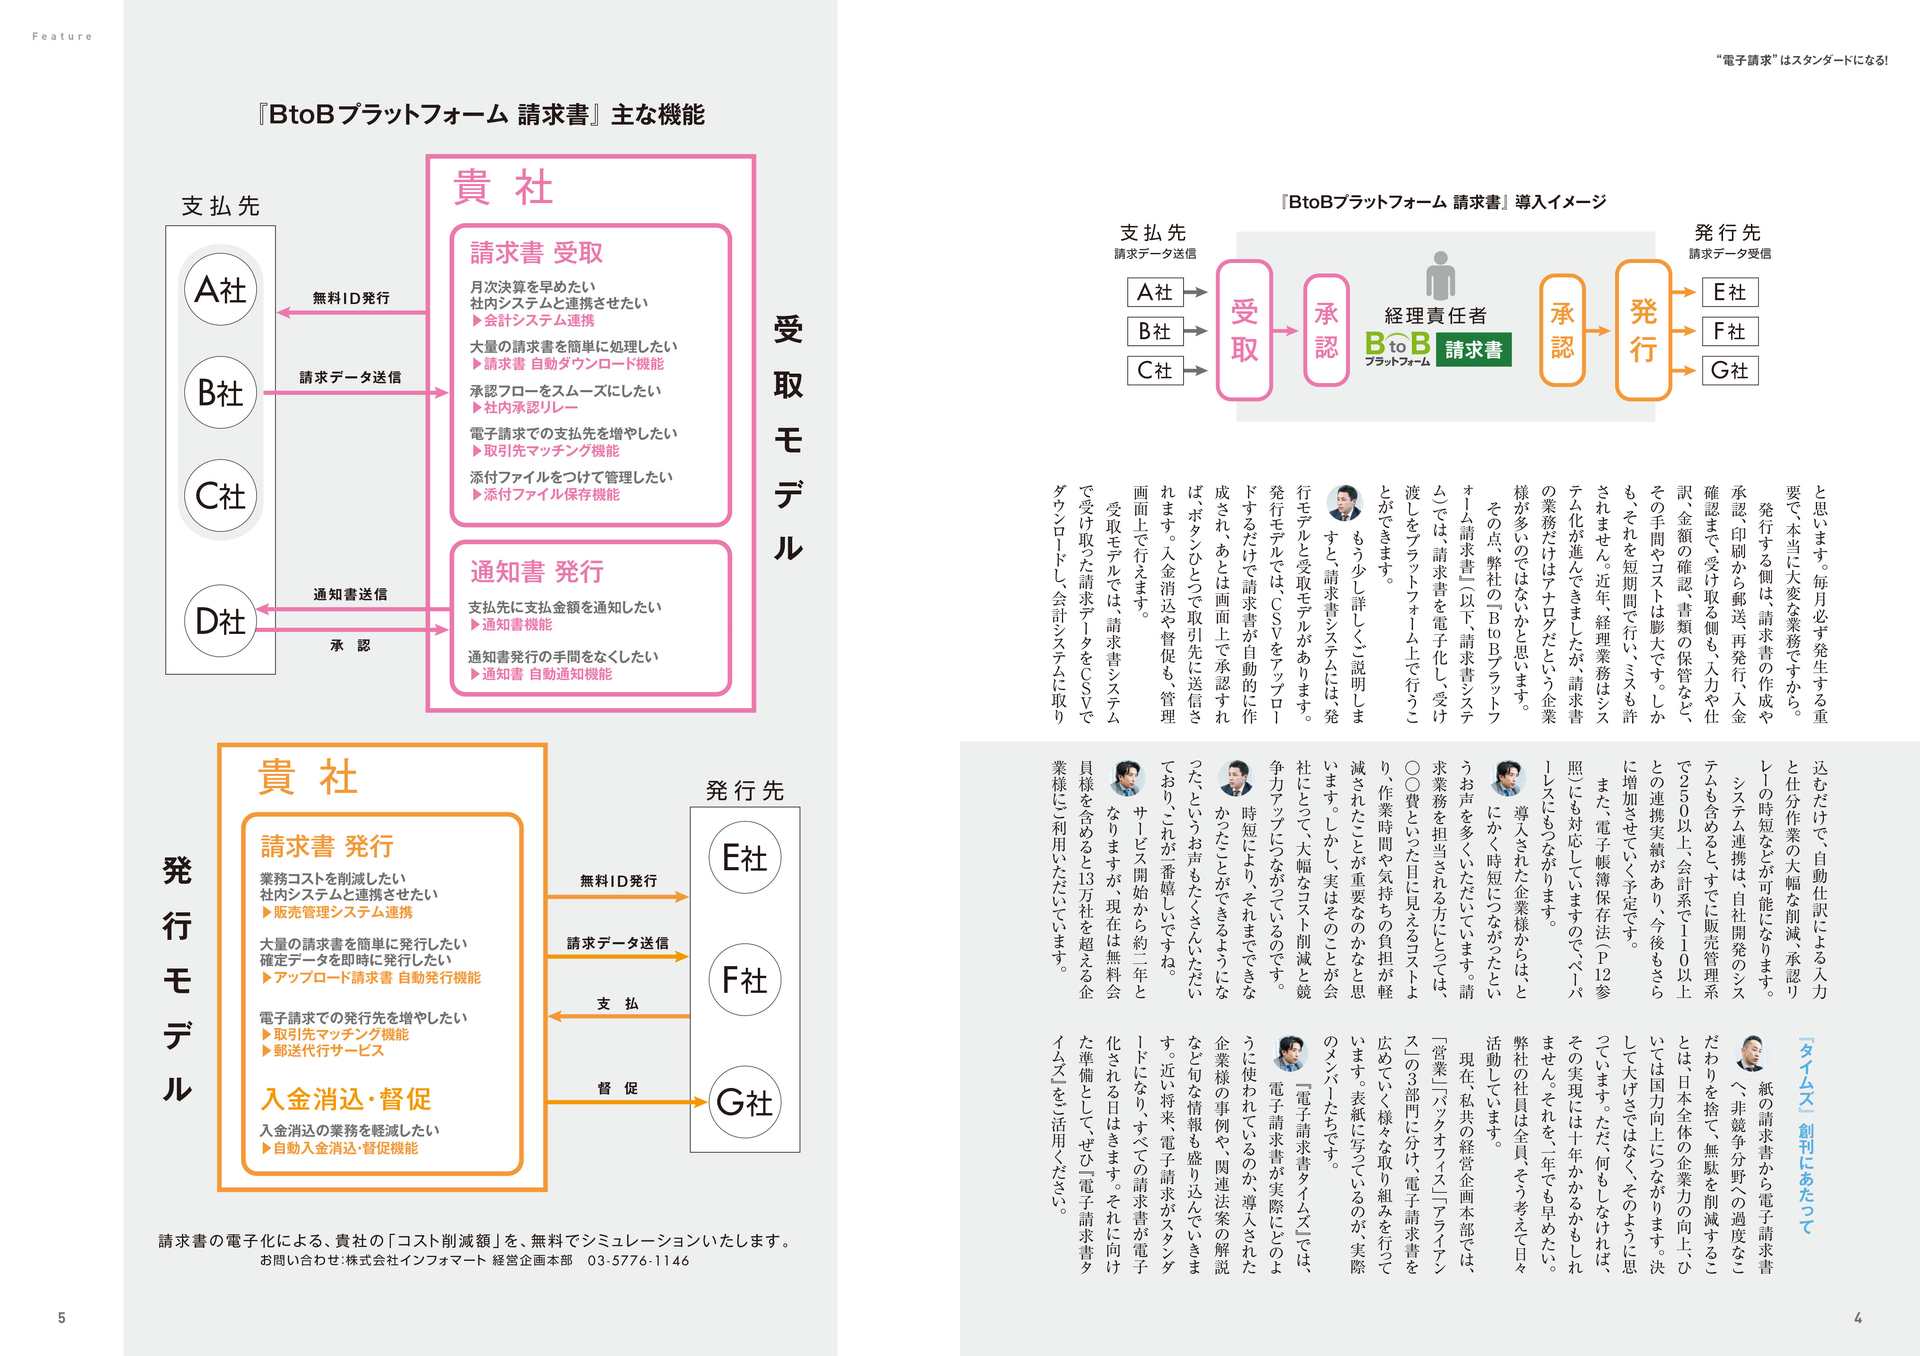 “電子請求”はスタンダードになる!
『BtoBプラットフォーム 請求書』導入イメージ
支払先
請求データ送信
A社
B社
C社
受取
承認
経理責任者
BtoB
プラットフォーム
請求書
承認
発行
発行先
請求データ受信
E社
F社
G社
と思います。毎月必ず発生する重
要で、本当に大変な業務ですから。
発行する側は、請求書の作成や
承認、印刷から郵送、再発行、入金
確認まで、受け取る側も、入力や仕
訳、金額の確認、書類の保管など、
その手間やコストは膨大です。しか
も、それを短期間で行い、ミスも許
されません。近年、経理業務はシス
テム化が進んできましたが、請求書
の業務だけはアナログだという企業
様が多いのではないかと思います。
その点、弊社の『BtoBプラットフ
ォーム請求書』(以下、請求書システ
ム)では、請求書を電子化し、受け
渡しをプラットフォーム上で行うこ
とができます。
もう少し詳しくご説明しま
すと、請求書システムには、発
行モデルと受取モデルがあります。
発行モデルでは、CSVをアップロー
ドするだけで請求書が自動的に作
成され、あとは画面上で承認すれ
ば、ボタンひとつで取引先に送信さ
れます。入金消込や督促も、管理
画面上で行えます。
受取モデルでは、請求書システム
で受け取った請求データをCSVで
ダウンロードし、会計システムに取り
込むだけで、自動仕訳による入力
と仕分作業の大幅な削減、承認リ
レーの時短などが可能になります。
システム連携は、自社開発のシス
テムも含めると、すでに販売管理系
で250以上、会計系で110以上
との連携実績があり、今後もさら
に増加させていく予定です。
また、電子帳簿保存法(P12参
照)にも対応していますので、ペーパ
ーレスにもつながります。
導入された企業様からは、と
にかく時短につながったとい
うお声を多くいただいています。請
求業務を担当される方にとっては、
〇〇費といった目に見えるコストよ
り、作業時間や気持ちの負担が軽
減されたことが重要なのかなと思
います。しかし、実はそのことが会
社にとって、大幅なコスト削減と競
争力アップにつながっているのです。
時短により、それまでできな
かったことができるようにな
った、というお声もたくさんいただい
ており、これが一番嬉しいですね。
サービス開始から約二年と
なりますが、現在は無料会
員様を含めると13万社を超える企
業様にご利用いただいています。
『タイムズ』創刊にあたって
紙の請求書から電子請求書
へ、非競争分野への過度なこ
だわりを捨て、無駄を削減するこ
とは、日本全体の企業力の向上、ひ
いては国力向上につながります。決
して大げさではなく、そのように思
っています。ただ、何もしなければ、
その実現には十年かかるかもしれ
ません。それを、一年でも早めたい。
弊社の社員は全員、そう考えて日々
活動しています。
現在、私共の経営企画本部では、
「営業」「バックオフィス」「アライアン
ス」の3部門に分け、電子請求書を
広めていく様々な取り組みを行って
います。表紙に写っているのが、実際
のメンバーたちです。
『電子請求書タイムズ』では、
電子請求書が実際にどのよ
うに使われているのか、導入された
企業様の事例や、関連法案の解説
など旬な情報も盛り込んでいきま
す。近い将来、電子請求がスタンダ
ードになり、すべての請求書が電子
化される日はきます。それに向け
た準備として、ぜひ『電子請求書タ
イムズ』をご活用ください。
4
Feature
『BtoBプラットフォーム 請求書』主な機能
支払先
A社
B社
C社
D社
無料ID発行
請求データ送信
通知書送信
承認
貴社
請求書 受取
月次決算を早めたい
社内システムと連携させたい
▶会計システム連携
大量の請求書を簡単に処理したい
▶請求書 自動ダウンロード機能
承認フローをスムーズにしたい
▶社内承認リレー
電子請求での支払先を増やしたい
▶取引先マッチング機能
添付ファイルをつけて管理したい
▶添付ファイル保存機能
通知書 発行
支払先に支払金額を通知したい
▶通知書機能
通知書発行の手間をなくしたい
▶通知書 自動通知機能
受取モデル
発行モデル
貴社
請求書 発行
業務コストを削減したい
社内システムと連携させたい
▶販売管理システム連携
大量の請求書を簡単に発行したい
確定データを即時に発行したい
▶アップロード請求書 自動発行機能
電子請求での発行先を増やしたい
▶取引先マッチング機能
▶郵送代行サービス
入金消込・督促
入金消込の業務を軽減したい
▶自動入金消込・督促機能
無料ID発行
請求データ送信
支払
督促
発行先
E社
F社
G社
請求書の電子化による、貴社の「コスト削減額」を、無料でシミュレーションいたします。
お問い合わせ:株式会社インフォマート 経営企画本部 03-5776-1146
5